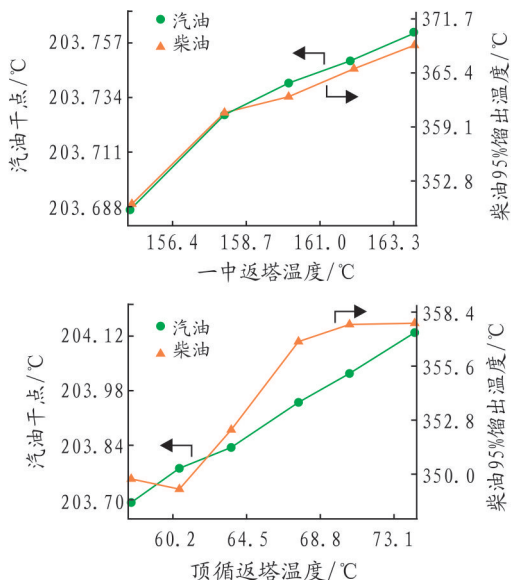 汽油
柴油
203.757
203.734
203.711
203.688
汽油干点/℃
371.7
365.4
359.1
352.8
柴油95%馏出温度/℃
156.4 158.7 161.0 163.3
一中返塔温度/℃
汽油
柴油
204.12
203.98
203.84
203.70
汽油干点/℃
358.4
355.6
352.8
350.0
柴油95%馏出温度/℃
60.2 64.5 68.8 73.1
顶循返塔温度/℃